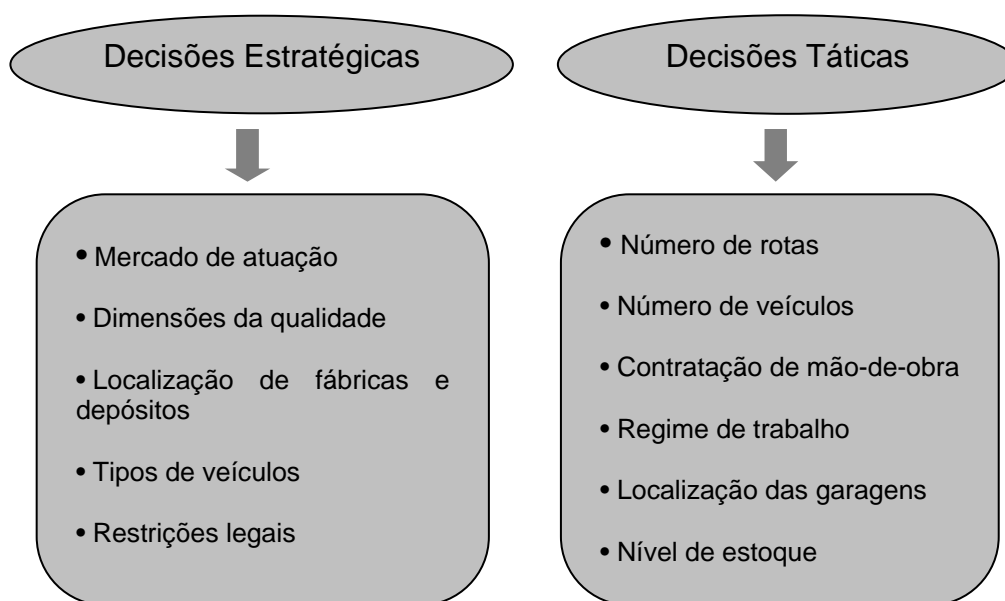 Decisões Estratégicas
• Mercado de atuação
• Dimensões da qualidade
• Localização de fábricas e
depósitos
• Tipos de veículos
• Restrições legais
Decisões Táticas
• Número de rotas
• Número de veículos
• Contratação de mão-de-obra
• Regime de trabalho
• Localização das garagens
• Nível de estoque